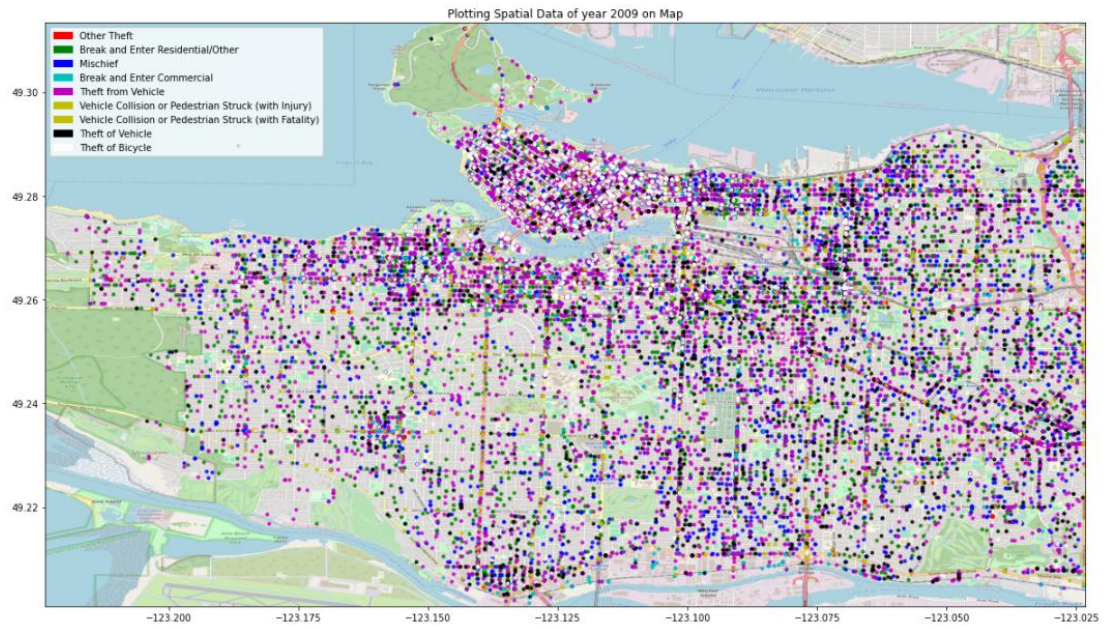 Plotting Spatial Data of year 2009 on Map
Other Theft
Break and Enter Residential/Other
Mischief
Break and Enter Commercial
Theft from Vehicle
Vehicle Collision or Pedestrian Struck (with Injury)
Vehicle Collision or Pedestrian Struck (with Fatality)
Theft of Vehicle
Theft of Bicycle
49.30
49.28
49.26
49.24
49.22
−123.200
−123.175
−123.150
−123.125
−123.100
−123.075
−123.050
−123.025